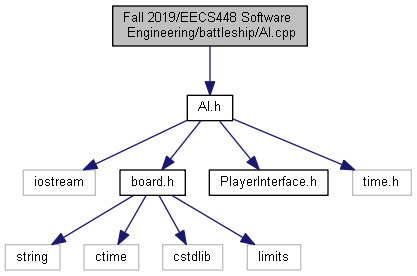 Fall 2019/EECS448 Software
Engineering/battleship/AI.cpp
AI.h
iostream
board.h
PlayerInterface.h
time.h
string
ctime
cstdlib
limits